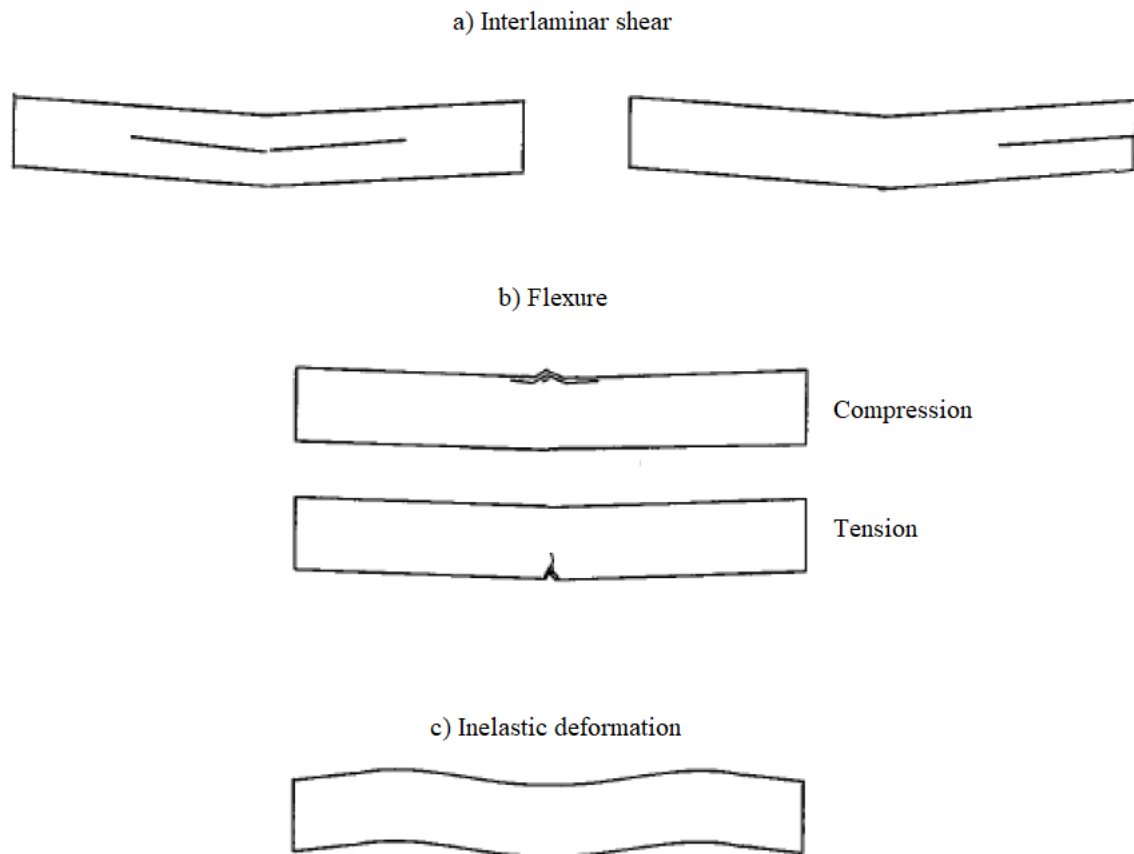 a) Interlaminar shear
b) Flexure
Compression
Tension
c) Inelastic deformation